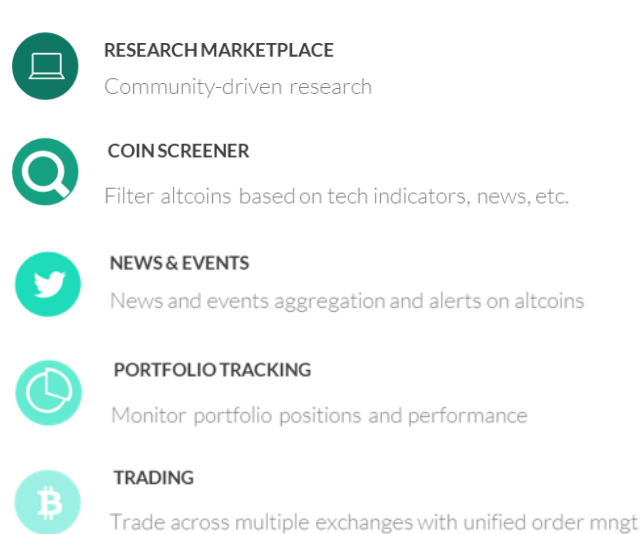 RESEARCH MARKETPLACE
Community-driven research
COIN SCREENER
Filter altcoins based on tech indicators, news, etc.
NEWS & EVENTS
News and events aggregation and alerts on altcoins
PORTFOLIO TRACKING
Monitor portfolio positions and performance
TRADING
Trade across multiple exchanges with unified order mngt